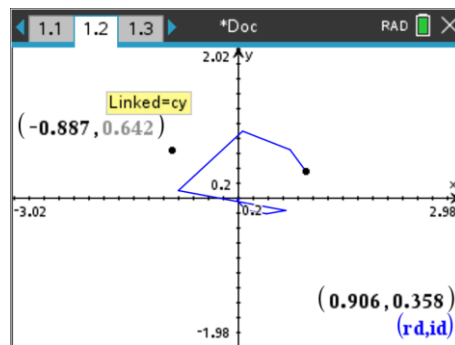 1.1 1.2 1.3 *Doc RAD
2.02 y
Linked=cy
(-0.887,0.642)
0.2 x
-3.02 0.2 2.98
(0.906,0.358)
-1.98 (rd,id)